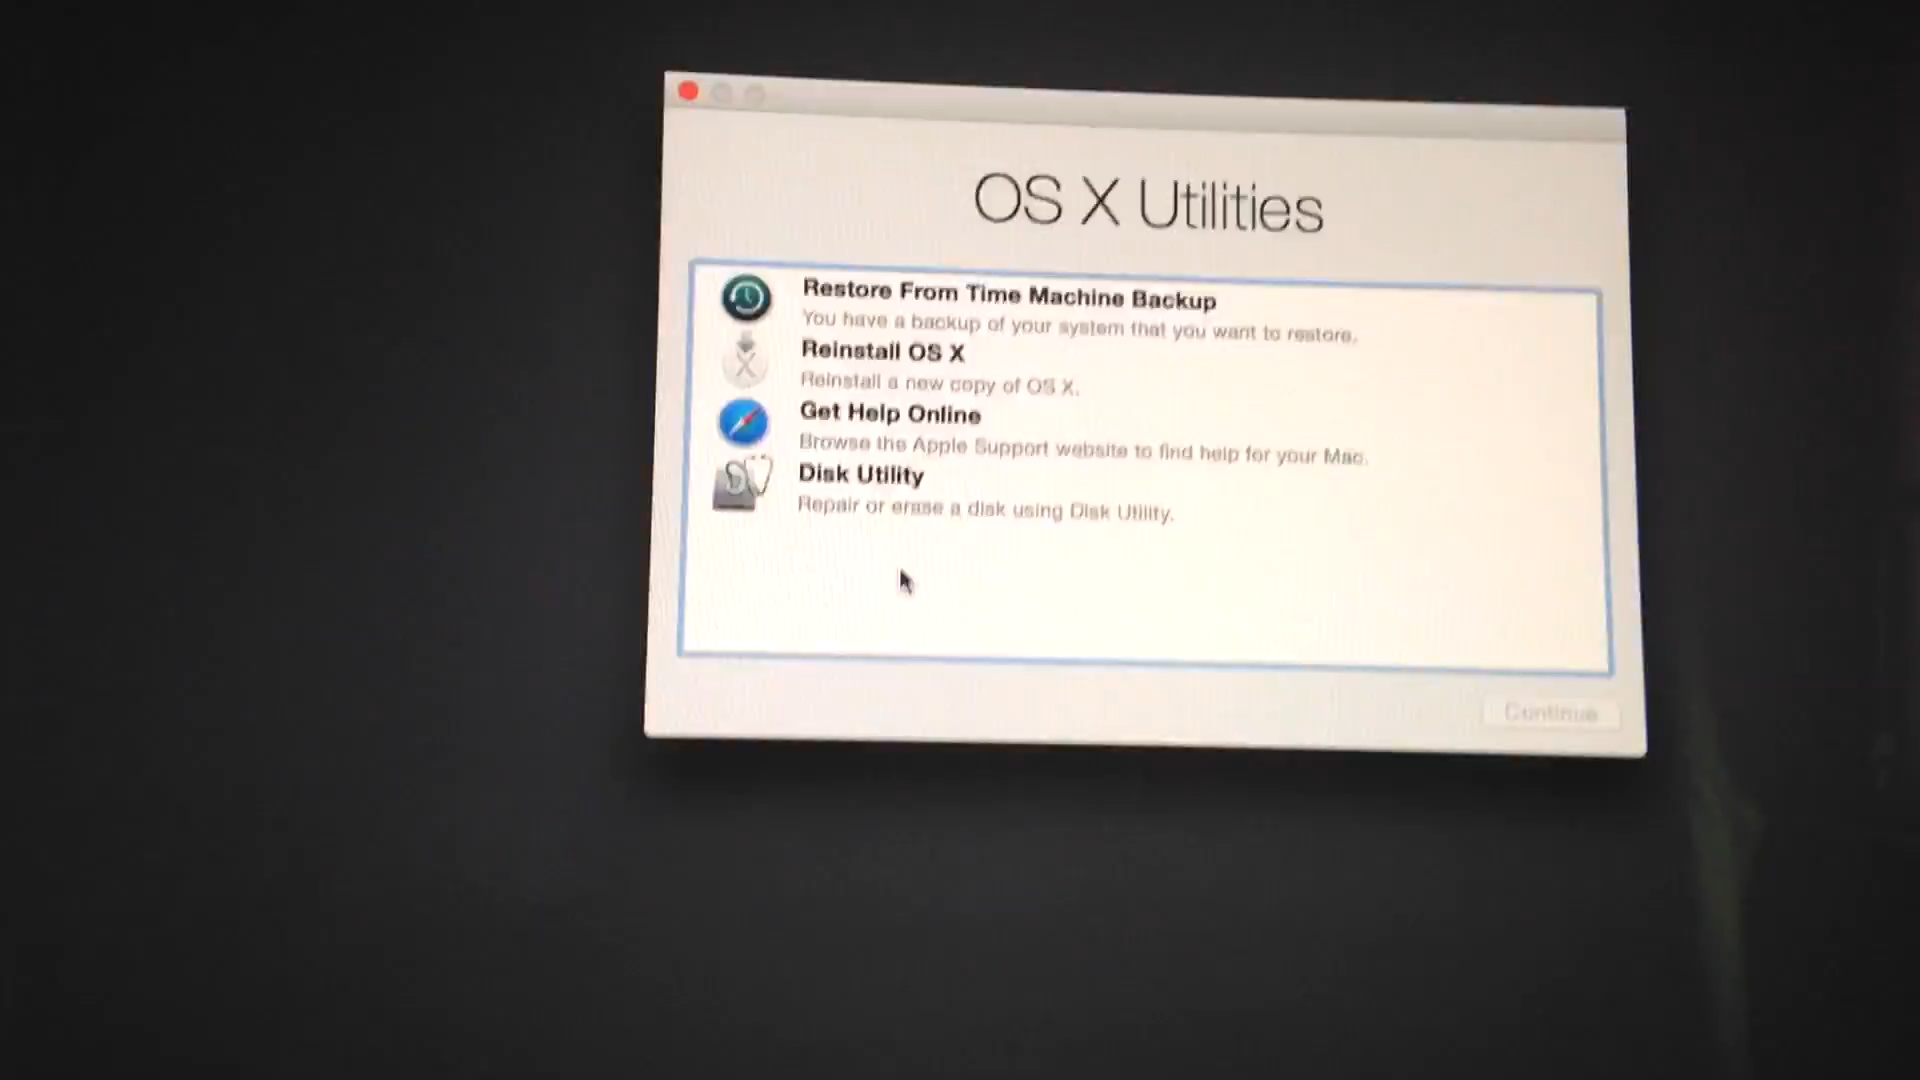 OS X Utilities
Restore From Time Machine Backup
You have a backup of your system that you want to restore.
Reinstall OS X
Reinstall a new copy of OS X.
Get Help Online
Browse the Apple Support website to find help for your Mac.
Disk Utility
Repair or erase a disk using Disk Utility.
Continue